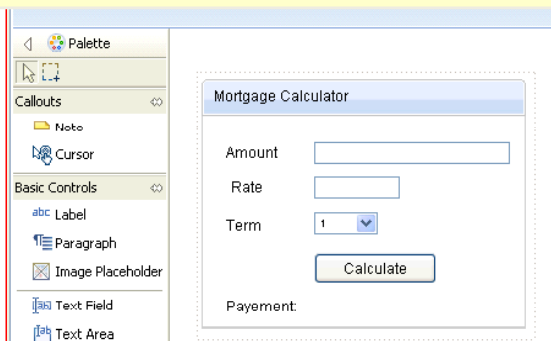 Palette
Callouts
Note
Cursor
Basic Controls
abc Label
Paragraph
Image Placeholder
Text Field
Text Area
Mortgage Calculator
Amount
Rate
Term 1
Calculate
Payement: